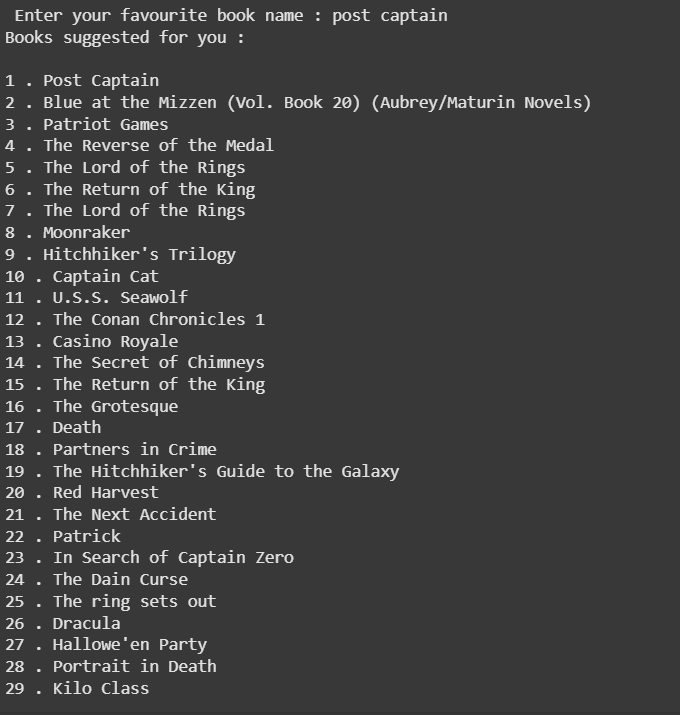 Enter your favourite book name : post captain
Books suggested for you :
1 . Post Captain
2 . Blue at the Mizzen (Vol. Book 20) (Aubrey/Maturin Novels)
3 . Patriot Games
4 . The Reverse of the Medal
5 . The Lord of the Rings
6 . The Return of the King
7 . The Lord of the Rings
8 . Moonraker
9 . Hitchhiker's Trilogy
10 . Captain Cat
11 . U.S.S. Seawolf
12 . The Conan Chronicles 1
13 . Casino Royale
14 . The Secret of Chimneys
15 . The Return of the King
16 . The Grotesque
17 . Death
18 . Partners in Crime
19 . The Hitchhiker's Guide to the Galaxy
20 . Red Harvest
21 . The Next Accident
22 . Patrick
23 . In Search of Captain Zero
24 . The Dain Curse
25 . The ring sets out
26 . Dracula
27 . Hallowe'en Party
28 . Portrait in Death
29 . Kilo Class